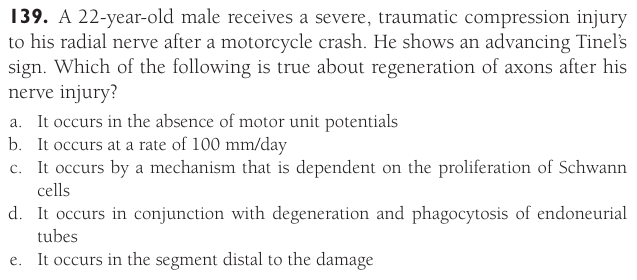 139. A 22-year-old male receives a severe, traumatic compression injury
to his radial nerve after a motorcycle crash. He shows an advancing Tinel's
sign. Which of the following is true about regeneration of axons after his
nerve injury?
a. It occurs in the absence of motor unit potentials
b. It occurs at a rate of 100 mm/day
c. It occurs by a mechanism that is dependent on the proliferation of Schwann
cells
d. It occurs in conjunction with degeneration and phagocytosis of endoneurial
tubes
e. It occurs in the segment distal to the damage